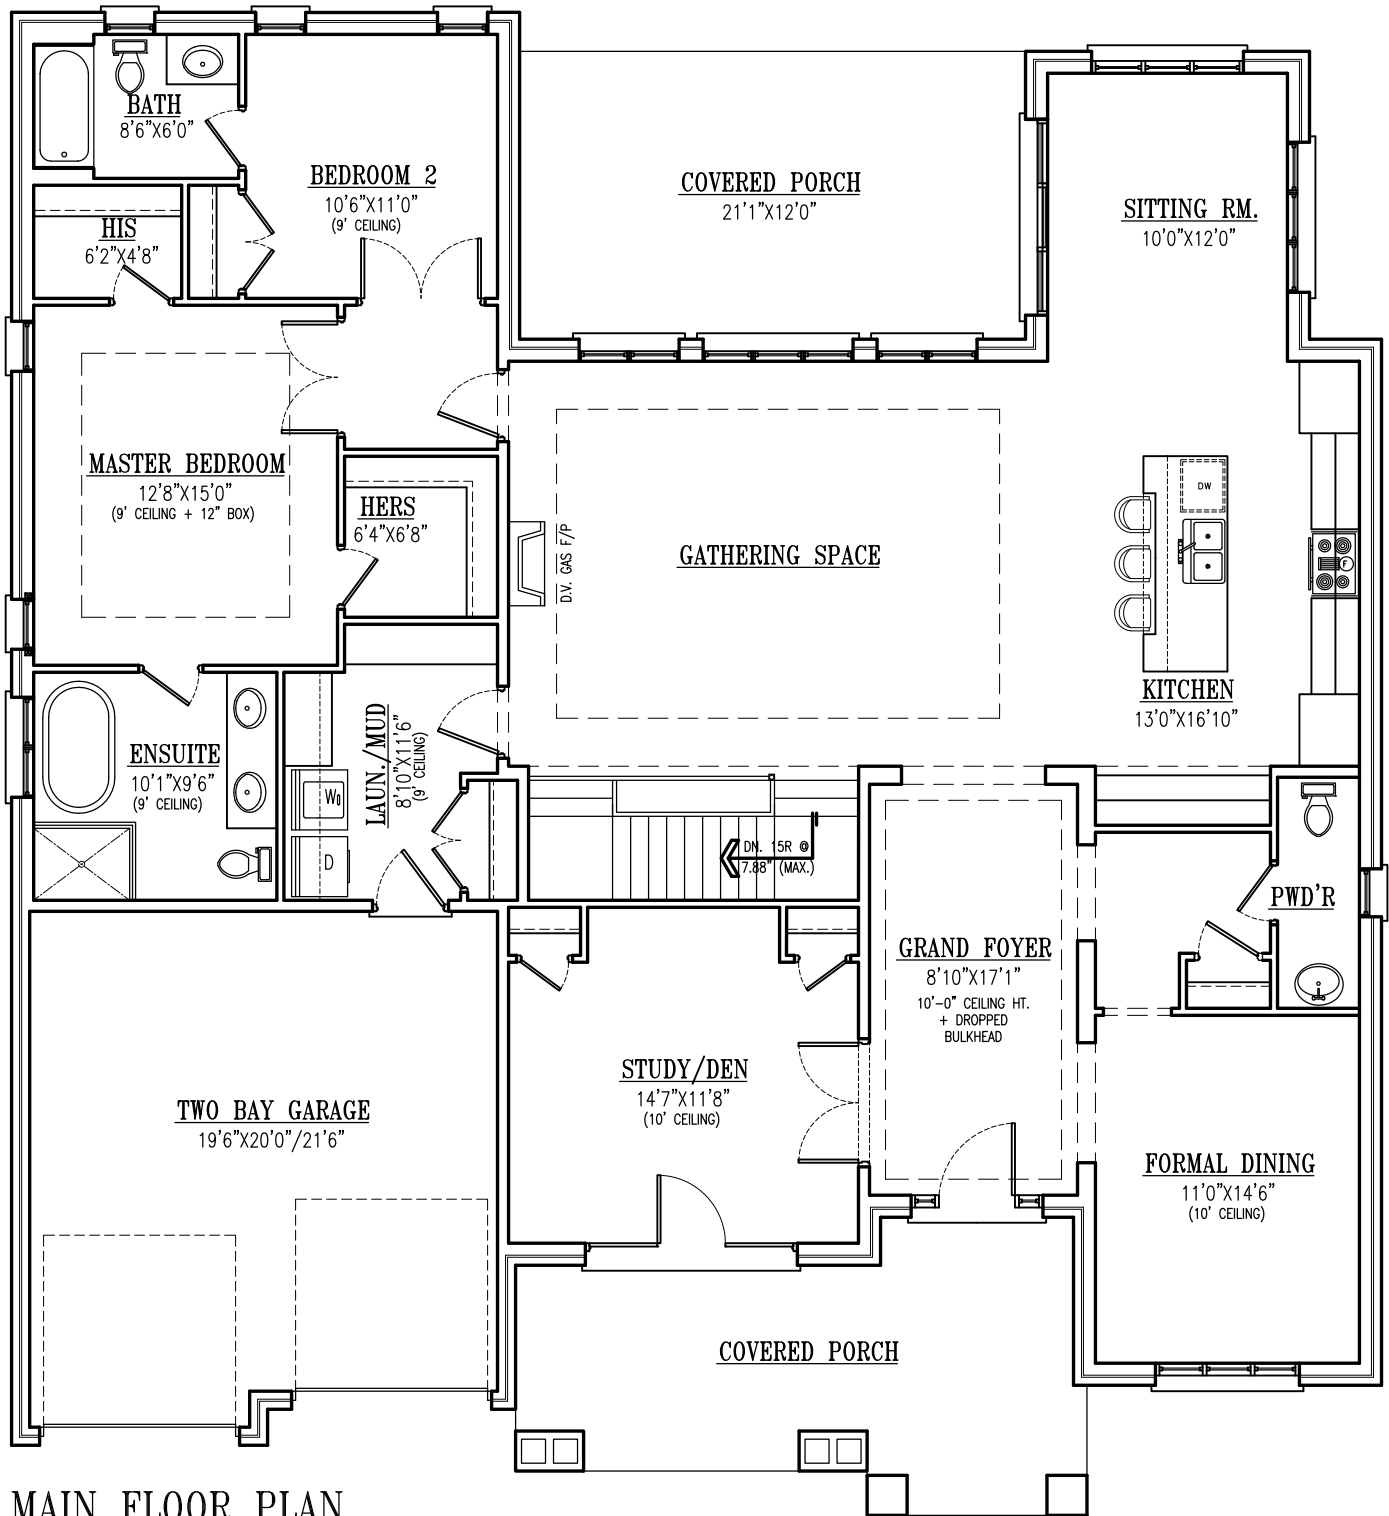 BATH
8'6"X6'0"
BEDROOM 2
10'6"X11'0"
(9' CEILING)
COVERED PORCH
21'1"X12'0"
SITTING RM.
10'0"X12'0"
HIS
6'2"X4'8"
MASTER BEDROOM
12'8"X15'0"
(9' CEILING + 12" BOX)
HERS
6'4"X6'8"
D.V. GAS F/P
GATHERING SPACE
DW
F
KITCHEN
13'0"X16'10"
ENSUITE
10'1"X9'6"
(9' CEILING)
LAUN./MUD
8'10"X11'6"
(9' CEILING)
W
D
DN. 15R @
7.88" (MAX.)
PWD'R
GRAND FOYER
8'10"X17'1"
10'-0" CEILING HT.
+ DROPPED
BULKHEAD
STUDY/DEN
14'7"X11'8"
(10' CEILING)
TWO BAY GARAGE
19'6"X20'0"/21'6"
FORMAL DINING
11'0"X14'6"
(10' CEILING)
COVERED PORCH
MAIN FLOOR PLAN